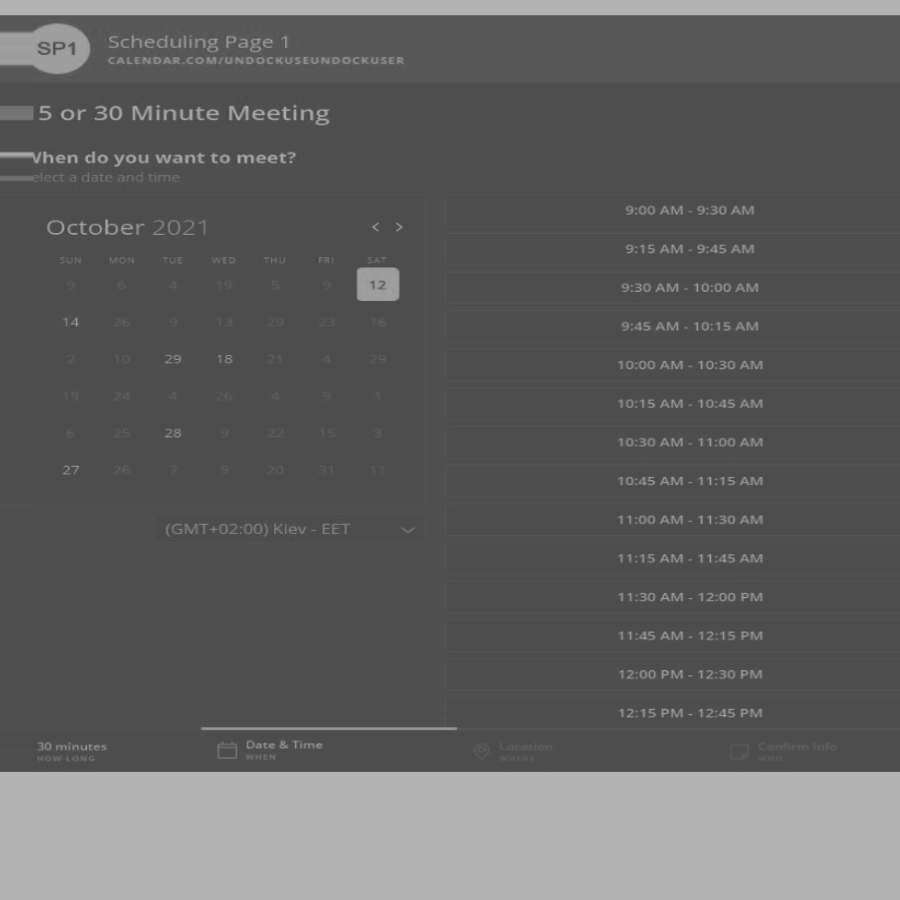 SP1
Scheduling Page 1
CALENDAR.COM/UNDOCKUSEUNDOCKUSER
5 or 30 Minute Meeting
When do you want to meet?
elect a date and time
October 2021
< >
SUN MON TUE WED THU FRI SAT
9 6 4 19 5 9 12
14 26 9 13 29 23 16
2 10 29 18 21 4 29
19 24 4 26 4 9 1
6 25 28 9 22 15 3
27 26 7 9 20 31 11
(GMT+02:00) Kiev - EET
9:00 AM - 9:30 AM
9:15 AM - 9:45 AM
9:30 AM - 10:00 AM
9:45 AM - 10:15 AM
10:00 AM - 10:30 AM
10:15 AM - 10:45 AM
10:30 AM - 11:00 AM
10:45 AM - 11:15 AM
11:00 AM - 11:30 AM
11:15 AM - 11:45 AM
11:30 AM - 12:00 PM
11:45 AM - 12:15 PM
12:00 PM - 12:30 PM
12:15 PM - 12:45 PM
30 minutes
HOW LONG
Date & Time
WHEN
Location
WHERE
Confirm Info
WHO